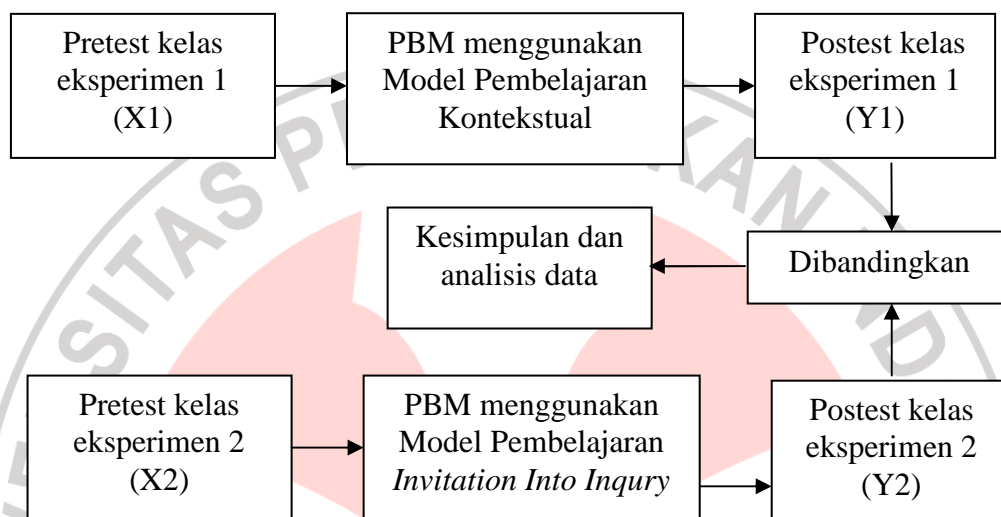 Pretest kelas
eksperimen 1
(X1)
PBM menggunakan
Model Pembelajaran
Kontekstual
Postest kelas
eksperimen 1
(Y1)
Kesimpulan dan
analisis data
Dibandingkan
Pretest kelas
eksperimen 2
(X2)
PBM menggunakan
Model Pembelajaran
Invitation Into Inqury
Postest kelas
eksperimen 2
(Y2)